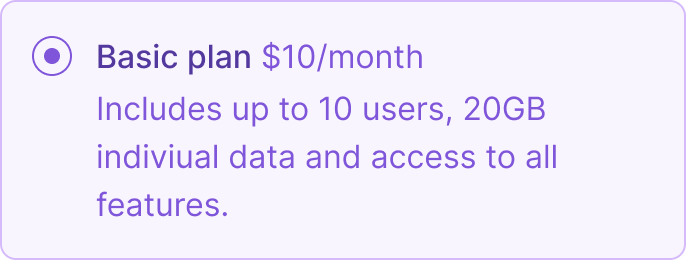 Basic plan $10/month
Includes up to 10 users, 20GB
indiviual data and access to all
features.